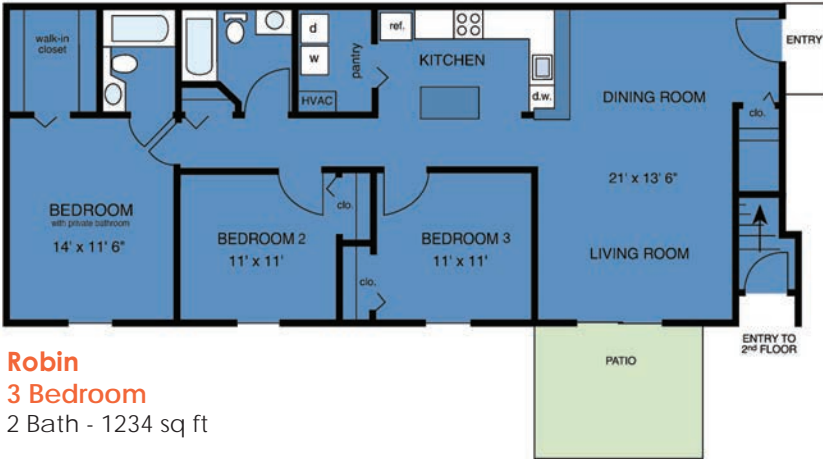 walk-in
closet
d
w
HVAC
pantry
ref.
KITCHEN
d.w.
ENTRY
DINING ROOM
clo.
21' x 13' 6"
LIVING ROOM
BEDROOM
with private bathroom
14' x 11' 6"
BEDROOM 2
11' x 11'
clo.
clo.
BEDROOM 3
11' x 11'
ENTRY TO
2nd FLOOR
PATIO
Robin
3 Bedroom
2 Bath - 1234 sq ft